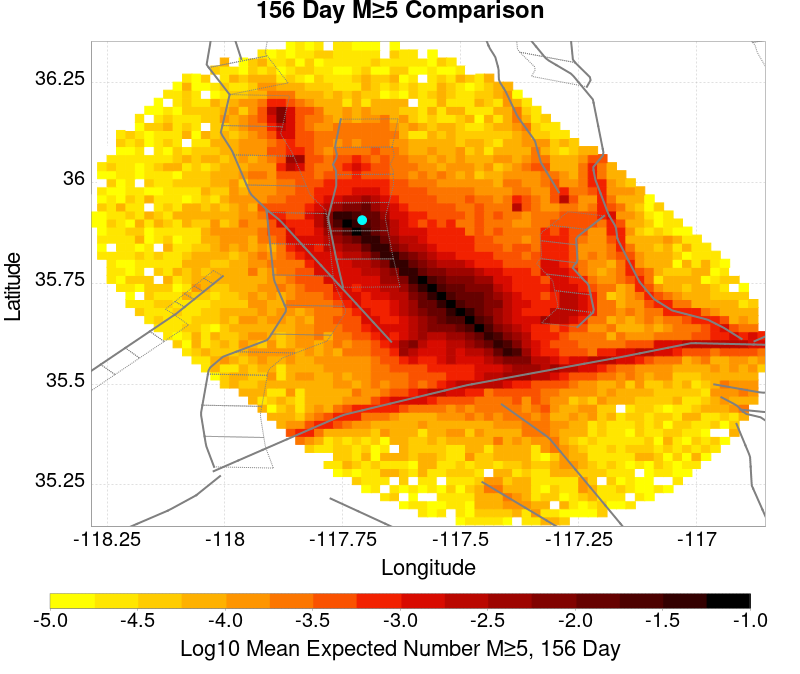 156 Day M≥5 Comparison
36.25
36
35.75
35.5
35.25
Latitude
-118.25 -118 -117.75 -117.5 -117.25 -117
Longitude
-5.0 -4.5 -4.0 -3.5 -3.0 -2.5 -2.0 -1.5 -1.0
Log10 Mean Expected Number M≥5, 156 Day